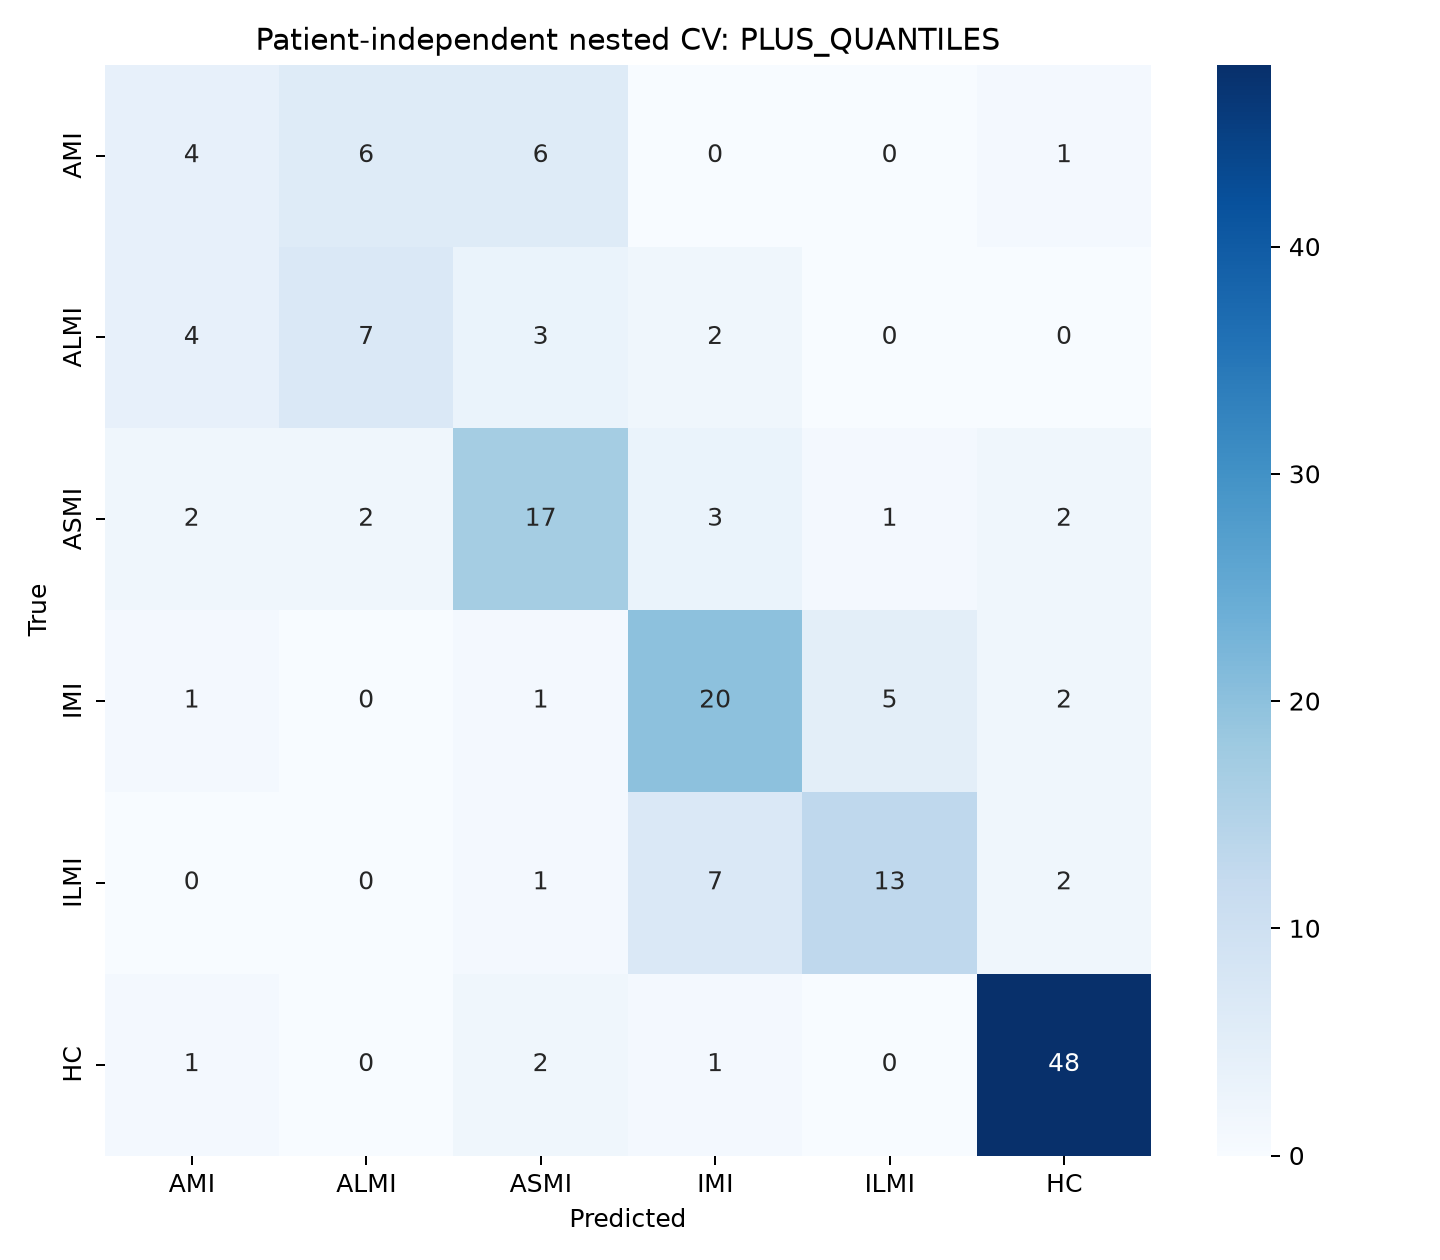 Patient-independent nested CV: PLUS_QUANTILES
True
AMI 4 6 6 0 0 1
ALMI 4 7 3 2 0 0
ASMI 2 2 17 3 1 2
IMI 1 0 1 20 5 2
ILMI 0 0 1 7 13 2
HC 1 0 2 1 0 48
AMI ALMI ASMI IMI ILMI HC
Predicted
40
30
20
10
0